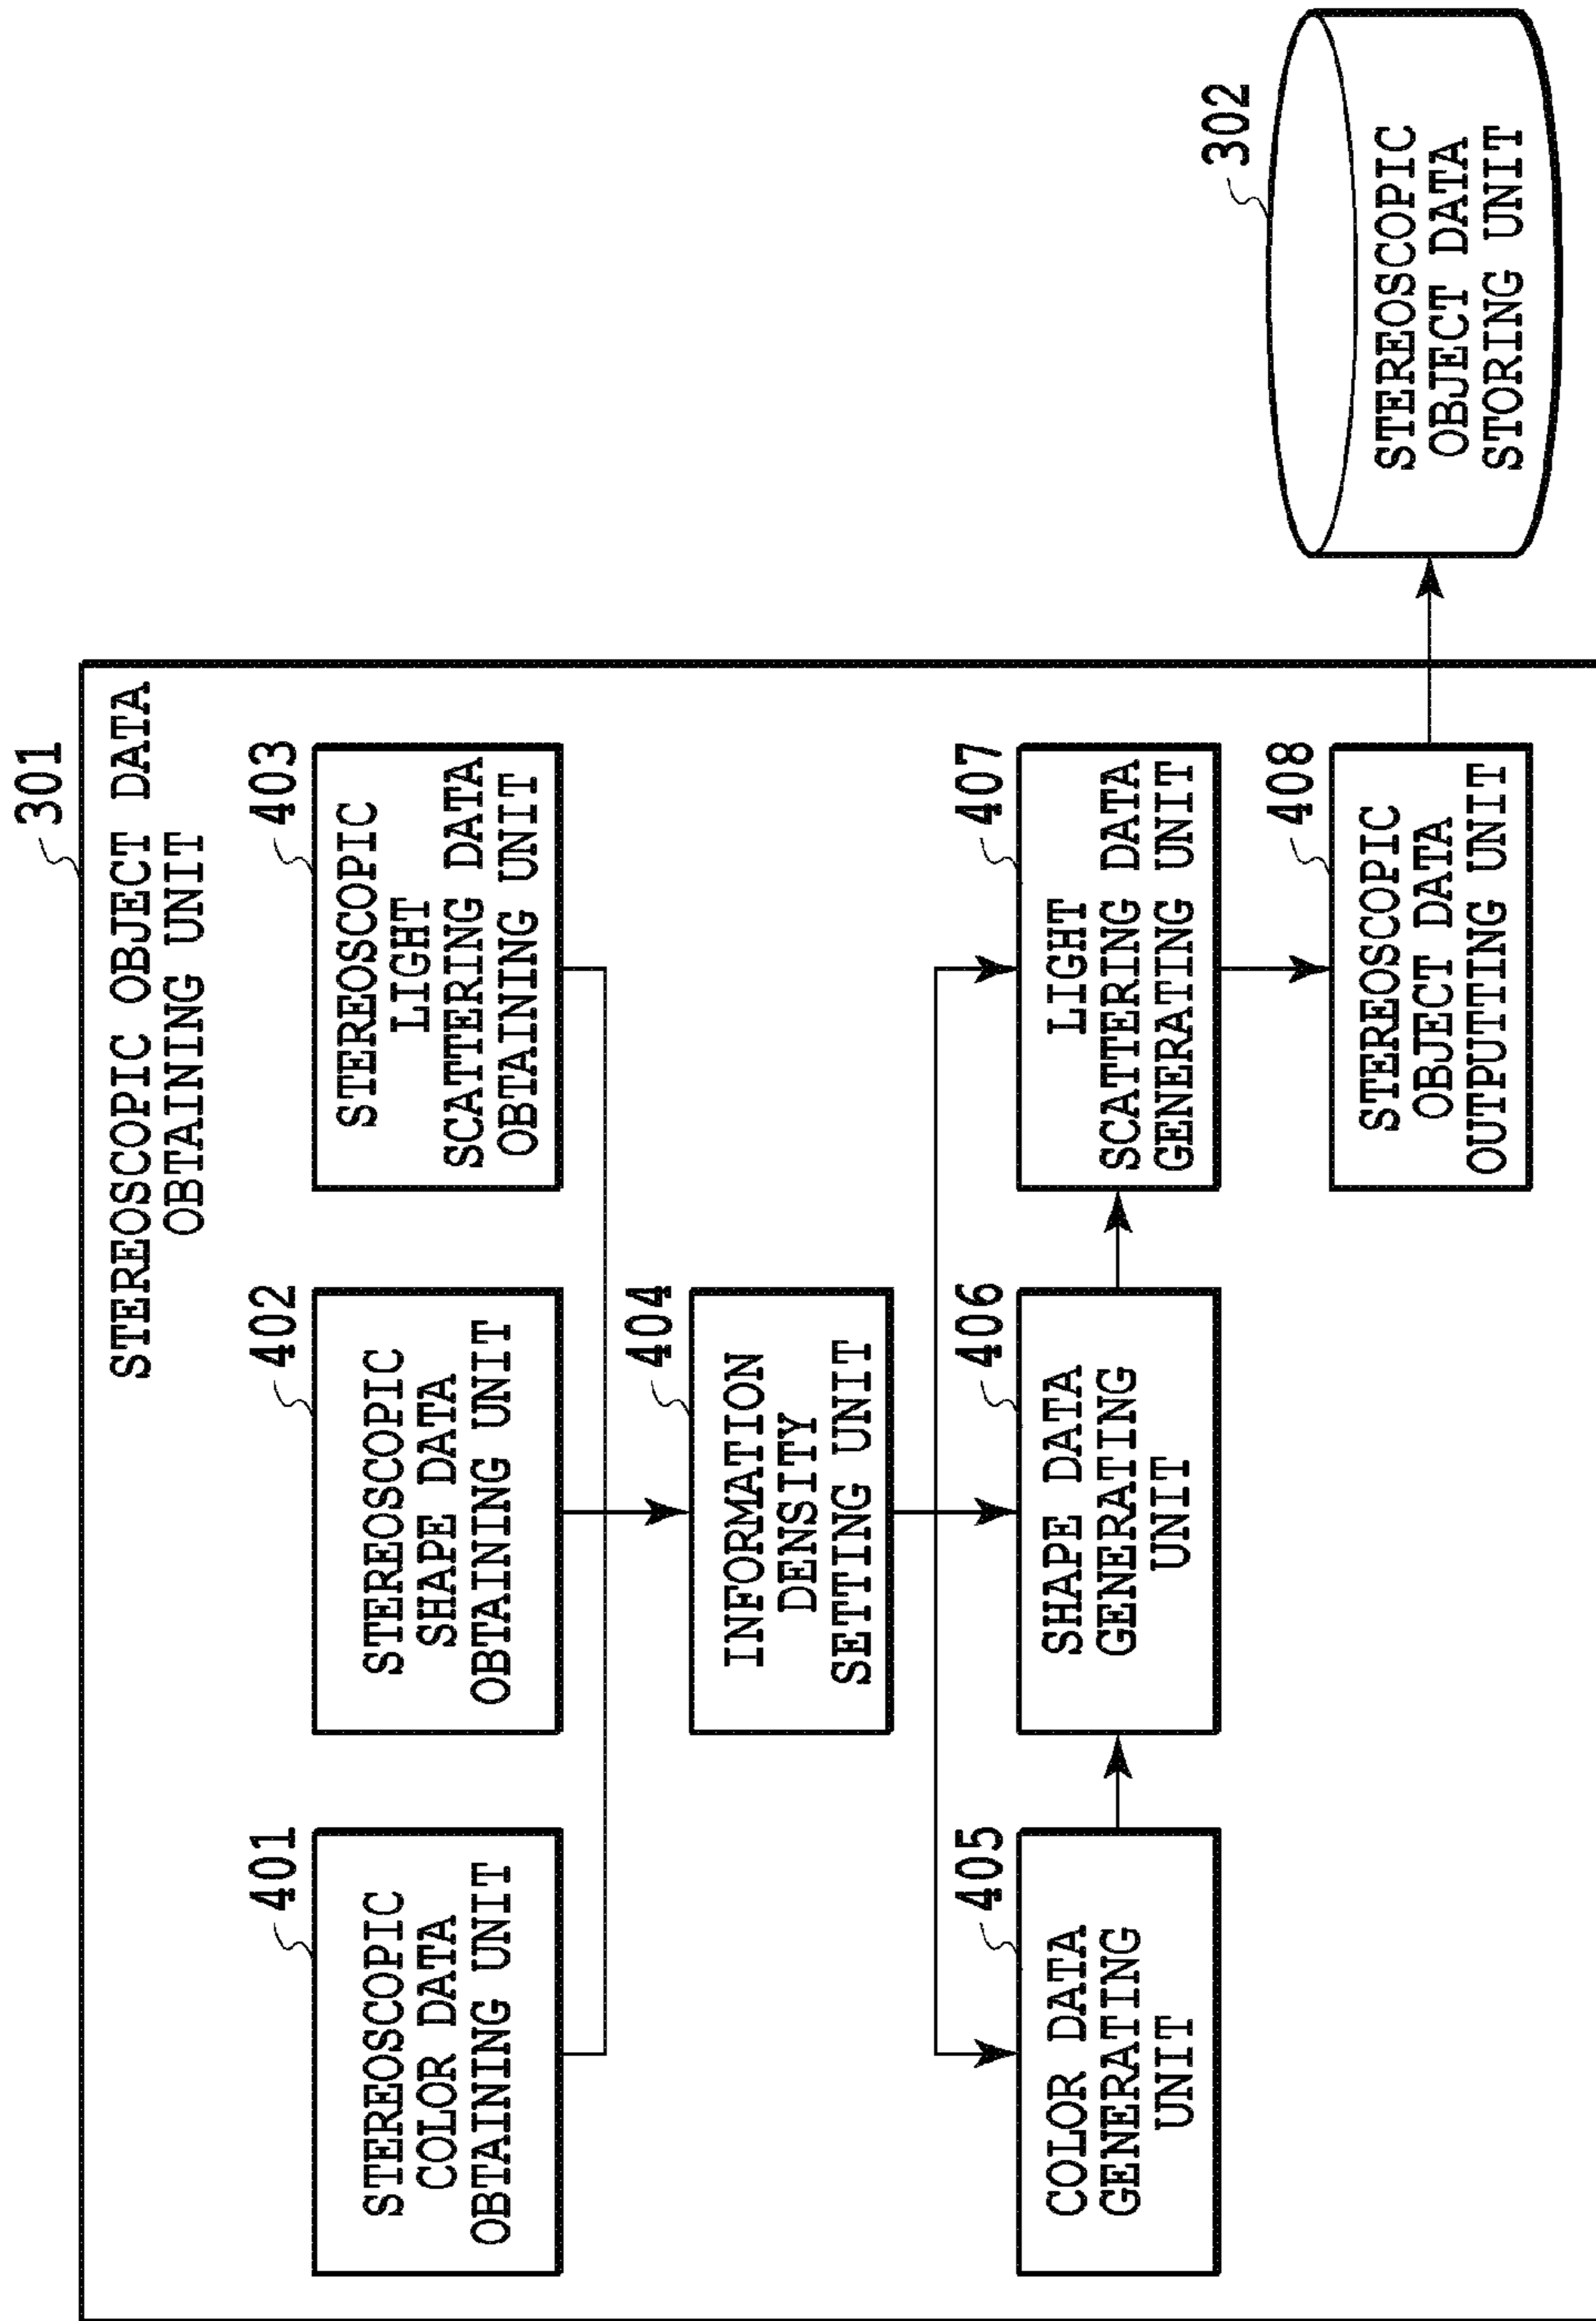 301
STEREOSCOPIC OBJECT DATA
OBTAINING UNIT
401
STEREOSCOPIC
COLOR DATA
OBTAINING UNIT
402
STEREOSCOPIC
SHAPE DATA
OBTAINING UNIT
403
STEREOSCOPIC
LIGHT
SCATTERING DATA
OBTAINING UNIT
404
INFORMATION
DENSITY
SETTING UNIT
405
COLOR DATA
GENERATING
UNIT
406
SHAPE DATA
GENERATING
UNIT
407
LIGHT
SCATTERING DATA
GENERATING UNIT
408
STEREOSCOPIC
OBJECT DATA
OUTPUTTING UNIT
302
STEREOSCOPIC
OBJECT DATA
STORING UNIT